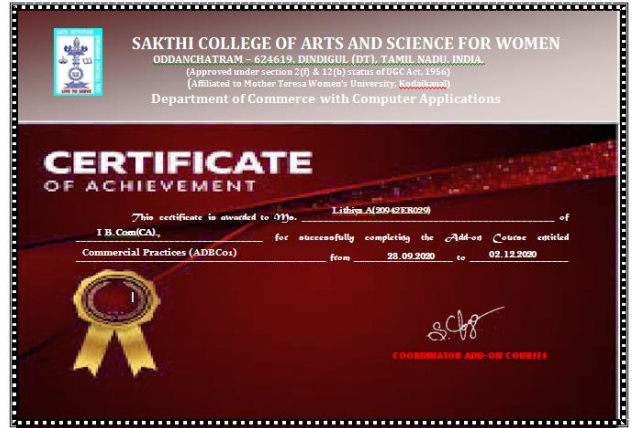 SAKTHI COLLEGE OF ARTS AND SCIENCE FOR WOMEN
ODDANCHATRAM – 624619. DINDIGUL (DT), TAMIL NADU. INDIA.
(Approved under section 2(f) & 12(b) status of UGC Act, 1956)
(Affiliated to Mother Teresa Women's University, Kodaikanal)
Department of Commerce with Computer Applications
CERTIFICATE
OF ACHIEVEMENT
This certificate is awarded to Ms. Lithiya A(20942ER029) of
I B.Com(CA)., for successfully completing the Add-on Course entitled
Commercial Practices (ADBC01) from 28.09.2020 to 02.12.2020
COORDINATOR ADD-ON COURSES